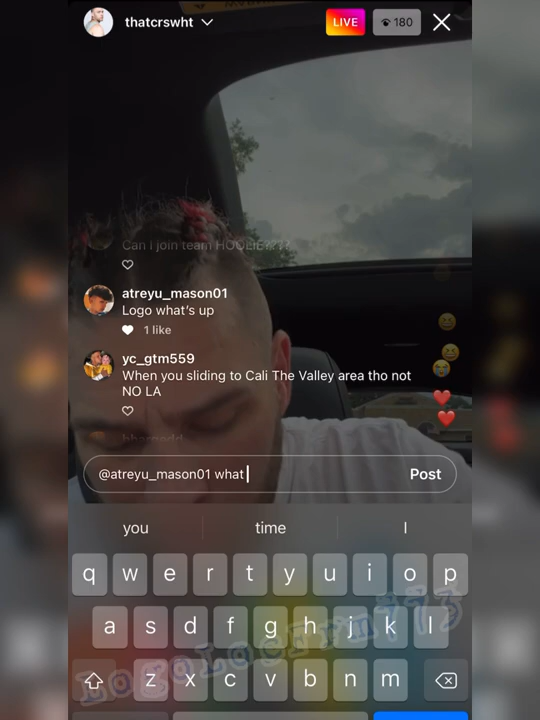 thatcrswht
LIVE
180
Can I join team HOOLIE????
atreyu_mason01
Logo what's up
1 like
yc_gtm559
When you sliding to Cali The Valley area tho not
NO LA
@atreyu_mason01 what
Post
you time I
q w e r t y u i o p
a s d f g h j k l
z x c v b n m